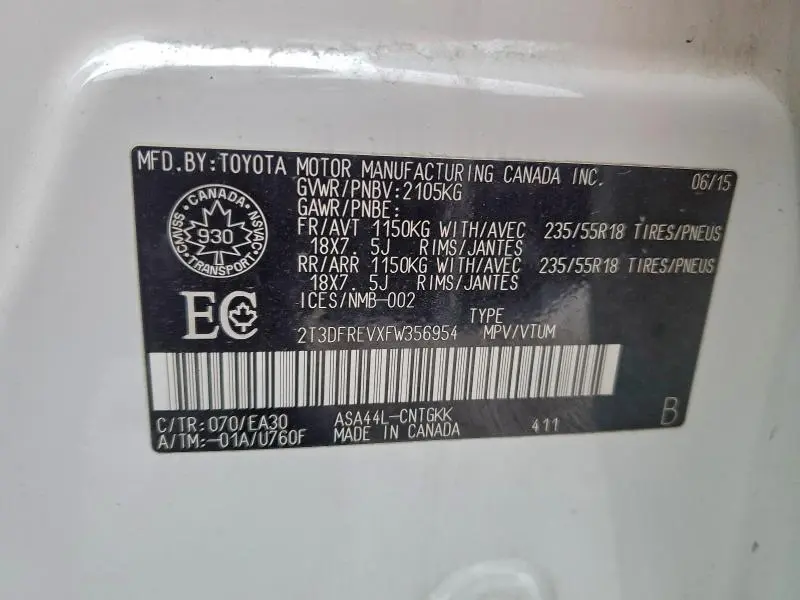 MFD.BY:TOYOTA MOTOR MANUFACTURING CANADA INC. 06/15
GVWR/PNBV:2105KG
GAWR/PNBE:
FR/AVT 1150KG WITH/AVEC 235/55R18 TIRES/PNEUS
18X7. 5J RIMS/JANTES
RR/ARR 1150KG WITH/AVEC 235/55R18 TIRES/PNEUS
18X7. 5J RIMS/JANTES
ICES/NMB-002
CANADA
CMVSS NSVAC
930
TRANSPORT
EC
TYPE
2T3DFREVXFW356954 MPV/VTUM
C/TR:070/EA30 ASA44L-CNTGKK B
A/TM:-01A/U760F MADE IN CANADA 411